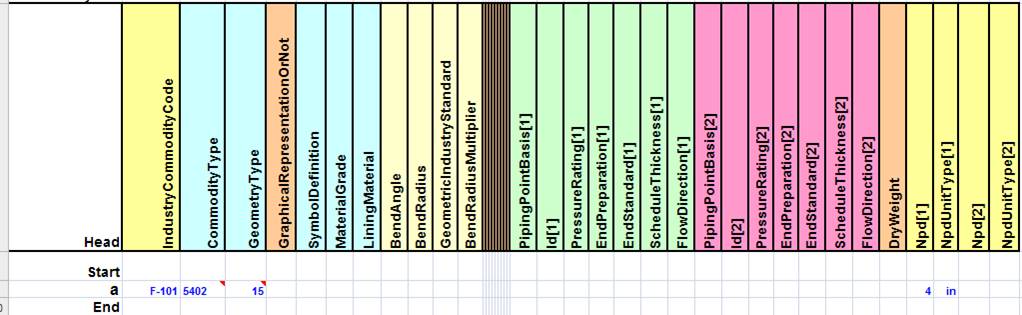 Head IndustryCommodityCode CommodityType GeometryType GraphicalRepresentationOrNot SymbolDefinition MaterialGrade LiningMaterial BendAngle BendRadius GeometricIndustryStandard BendRadiusMultiplier PipingPointBasis[1] Id[1] PressureRating[1] EndPreparation[1] EndStandard[1] ScheduleThickness[1] FlowDirection[1] PipingPointBasis[2] Id[2] PressureRating[2] EndPreparation[2] EndStandard[2] ScheduleThickness[2] FlowDirection[2] DryWeight Npd[1] NpdUnitType[1] Npd[2] NpdUnitType[2]
Start
a F-101 5402 15 4 in
End